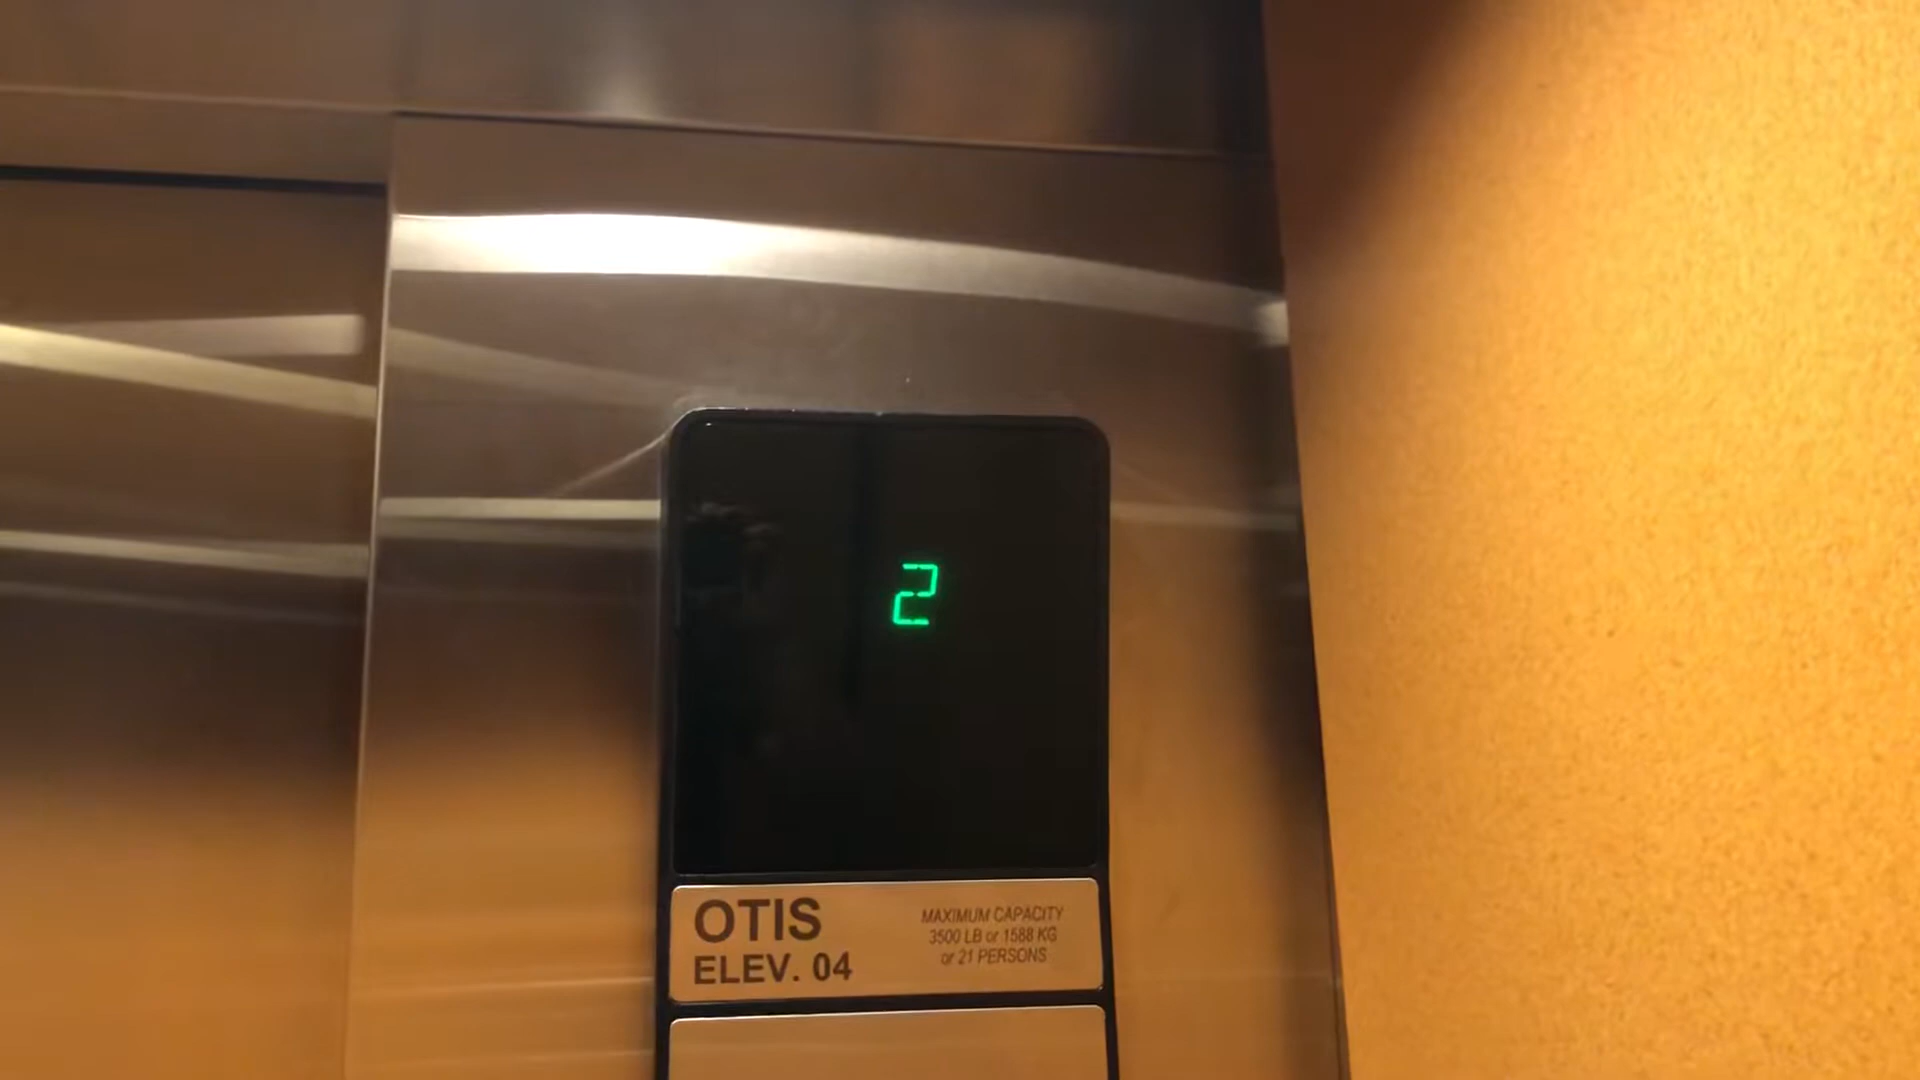 2
OTIS
ELEV. 04
MAXIMUM CAPACITY
3500 LB or 1588 KG
or 21 PERSONS